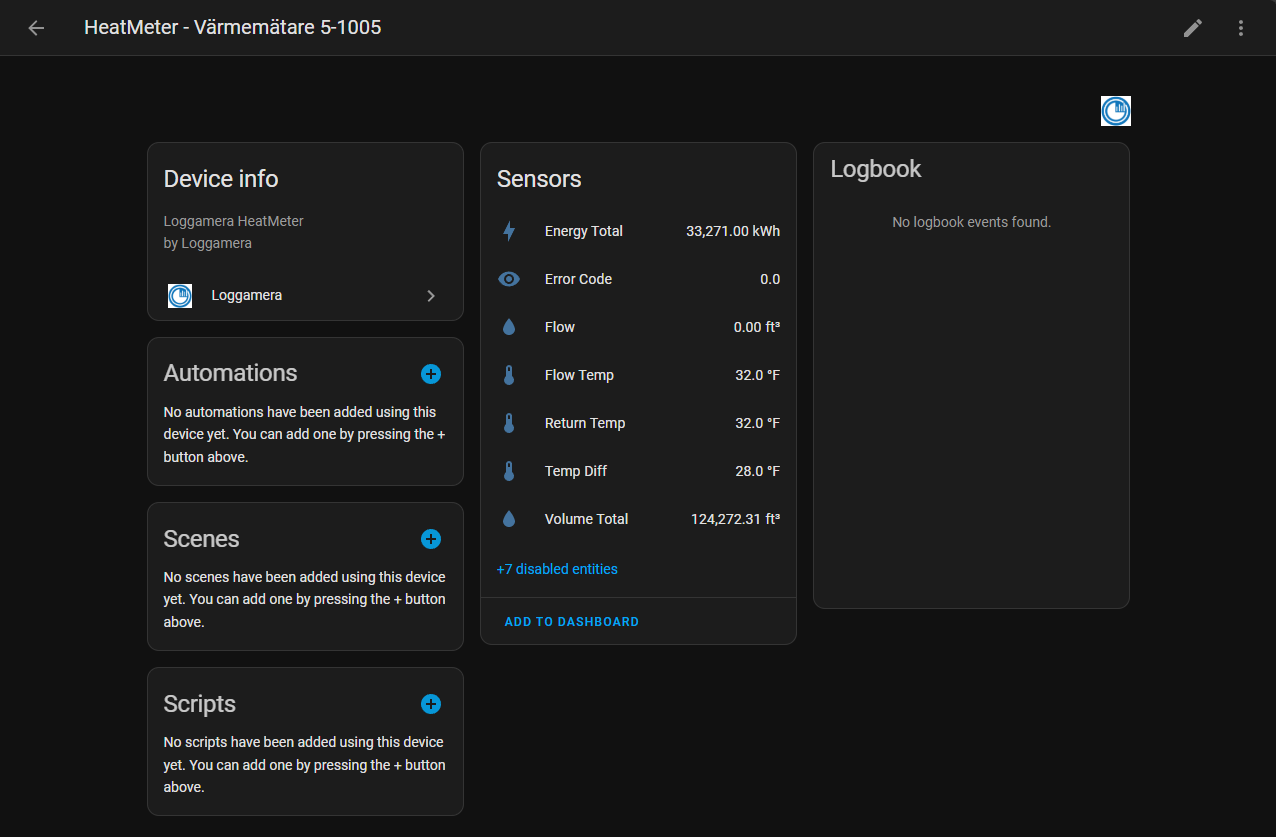 HeatMeter - Värmemätare 5-1005
Device info
Loggamera HeatMeter
by Loggamera
Loggamera
Automations
No automations have been added using this
device yet. You can add one by pressing the +
button above.
Scenes
No scenes have been added using this device
yet. You can add one by pressing the + button
above.
Scripts
No scripts have been added using this device
yet. You can add one by pressing the + button
above.
Sensors
Energy Total 33,271.00 kWh
Error Code 0.0
Flow 0.00 ft³
Flow Temp 32.0 °F
Return Temp 32.0 °F
Temp Diff 28.0 °F
Volume Total 124,272.31 ft³
+7 disabled entities
ADD TO DASHBOARD
Logbook
No logbook events found.